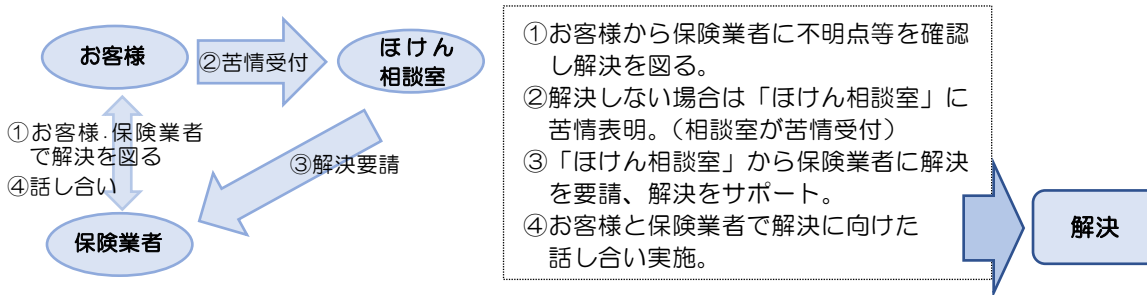 お客様
②苦情受付
ほけん
相談室
①お客様.保険業者
で解決を図る
④話し合い
③解決要請
保険業者
①お客様から保険業者に不明点等を確認
し解決を図る。
②解決しない場合は「ほけん相談室」に
苦情表明。（相談室が苦情受付）
③「ほけん相談室」から保険業者に解決
を要請、解決をサポート。
④お客様と保険業者で解決に向けた
話し合い実施。
解決